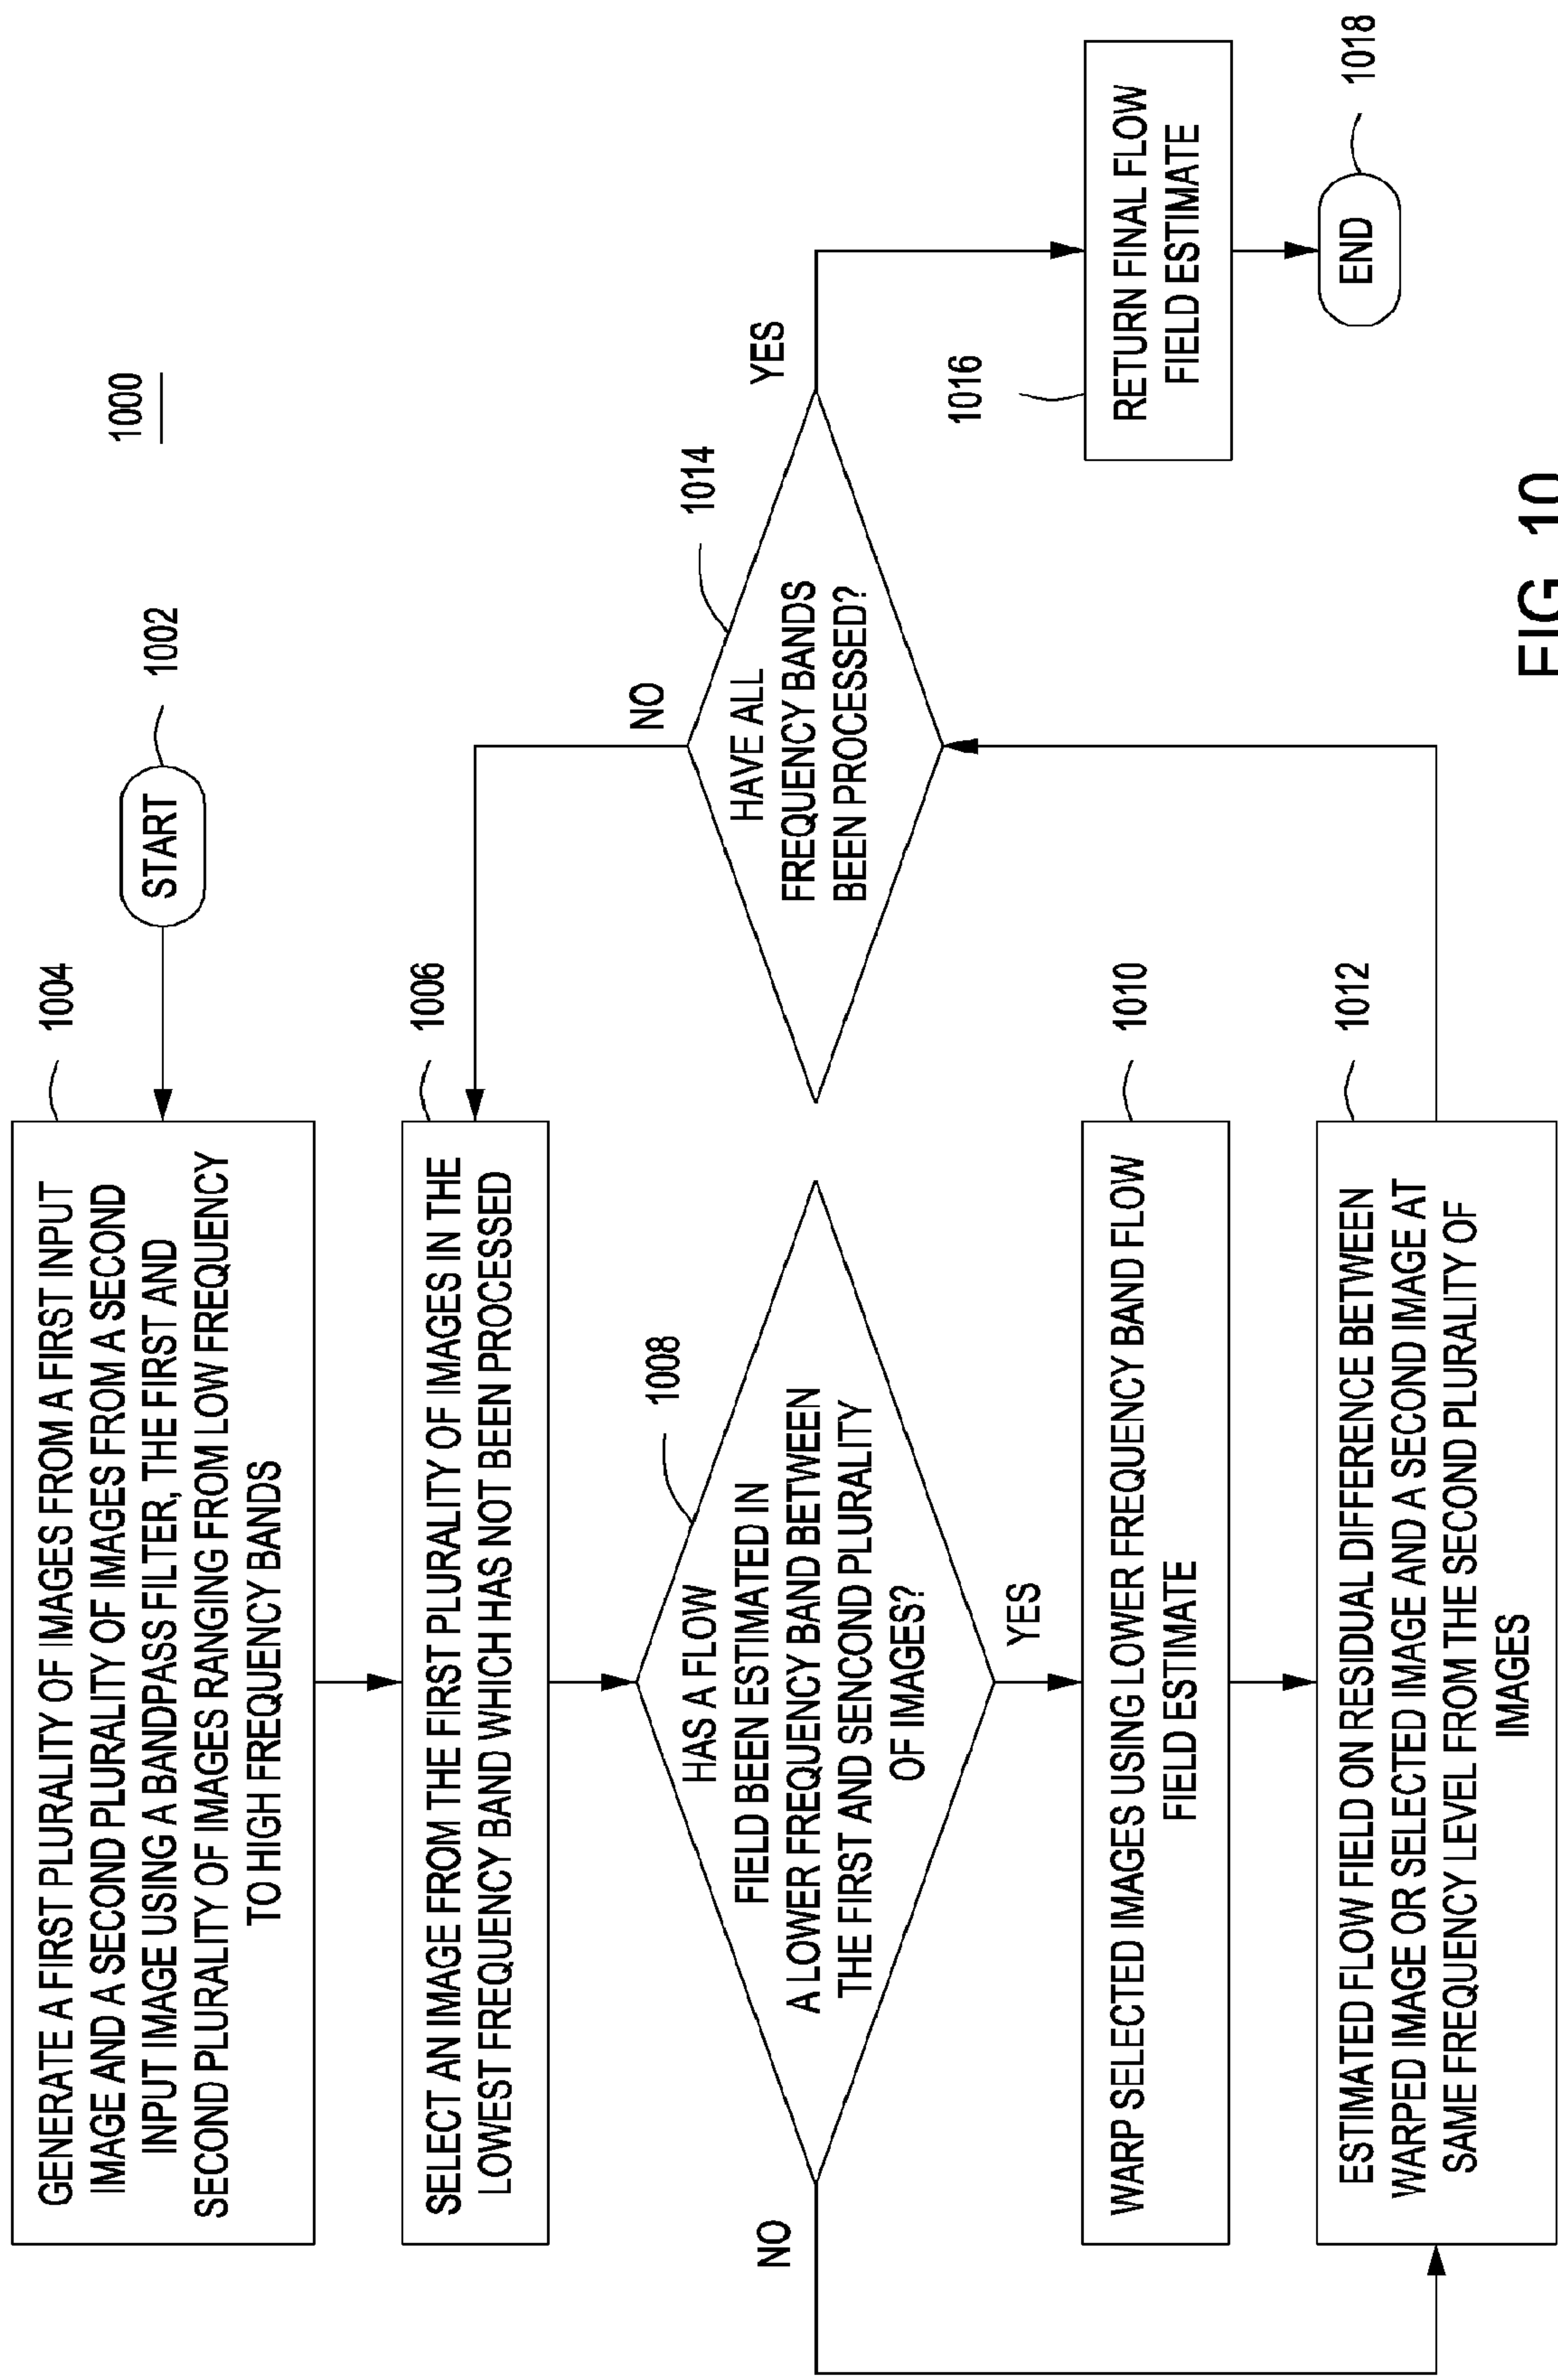 1000
START
1002
1004
GENERATE A FIRST PLURALITY OF IMAGES FROM A FIRST INPUT
IMAGE AND A SECOND PLURALITY OF IMAGES FROM A SECOND
INPUT IMAGE USING A BANDPASS FILTER, THE FIRST AND
SECOND PLURALITY OF IMAGES RANGING FROM LOW FREQUENCY
TO HIGH FREQUENCY BANDS
1006
SELECT AN IMAGE FROM THE FIRST PLURALITY OF IMAGES IN THE
LOWEST FREQUENCY BAND WHICH HAS NOT BEEN PROCESSED
1008
HAS A FLOW
FIELD BEEN ESTIMATED IN
A LOWER FREQUENCY BAND BETWEEN
THE FIRST AND SENCOND PLURALITY
OF IMAGES?
NO
YES
1010
WARP SELECTED IMAGES USING LOWER FREQUENCY BAND FLOW
FIELD ESTIMATE
1012
ESTIMATED FLOW FIELD ON RESIDUAL DIFFERENCE BETWEEN
WARPED IMAGE OR SELECTED IMAGE AND A SECOND IMAGE AT
SAME FREQUENCY LEVEL FROM THE SECOND PLURALITY OF
IMAGES
1014
HAVE ALL
FREQUENCY BANDS
BEEN PROCESSED?
NO
YES
1016
RETURN FINAL FLOW
FIELD ESTIMATE
END
1018
FIG. 10